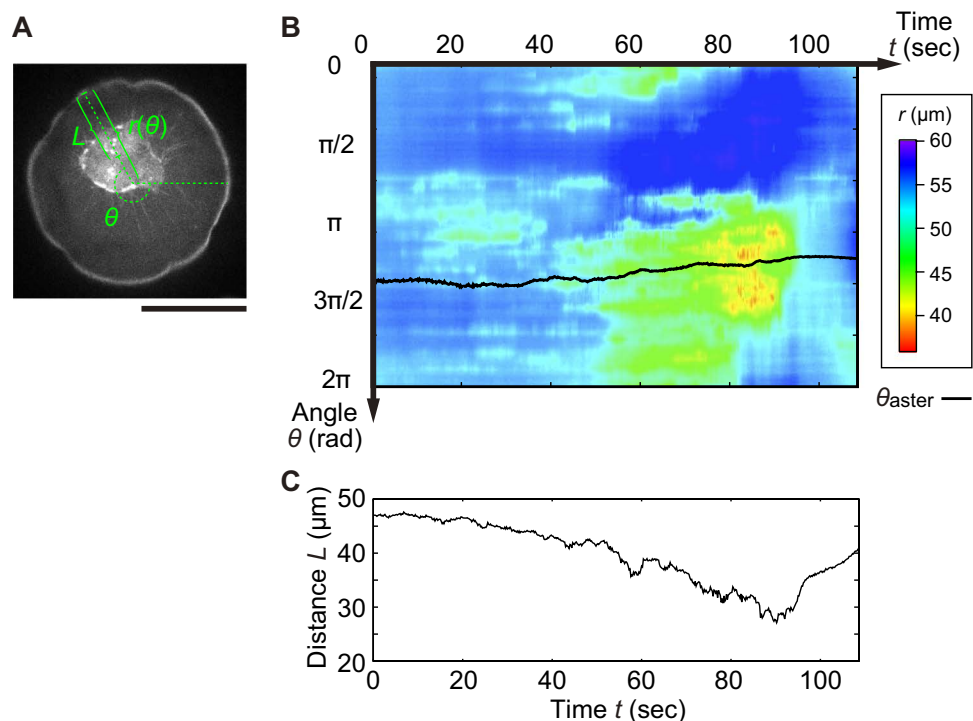 A
L
r(θ)
θ
B
Time
t (sec)
0 20 40 60 80 100
0
π/2
π
3π/2
2π
Angle
θ (rad)
r (µm)
60
55
50
45
40
θaster
C
Distance L (µm)
50
40
30
20
0 20 40 60 80 100
Time t (sec)